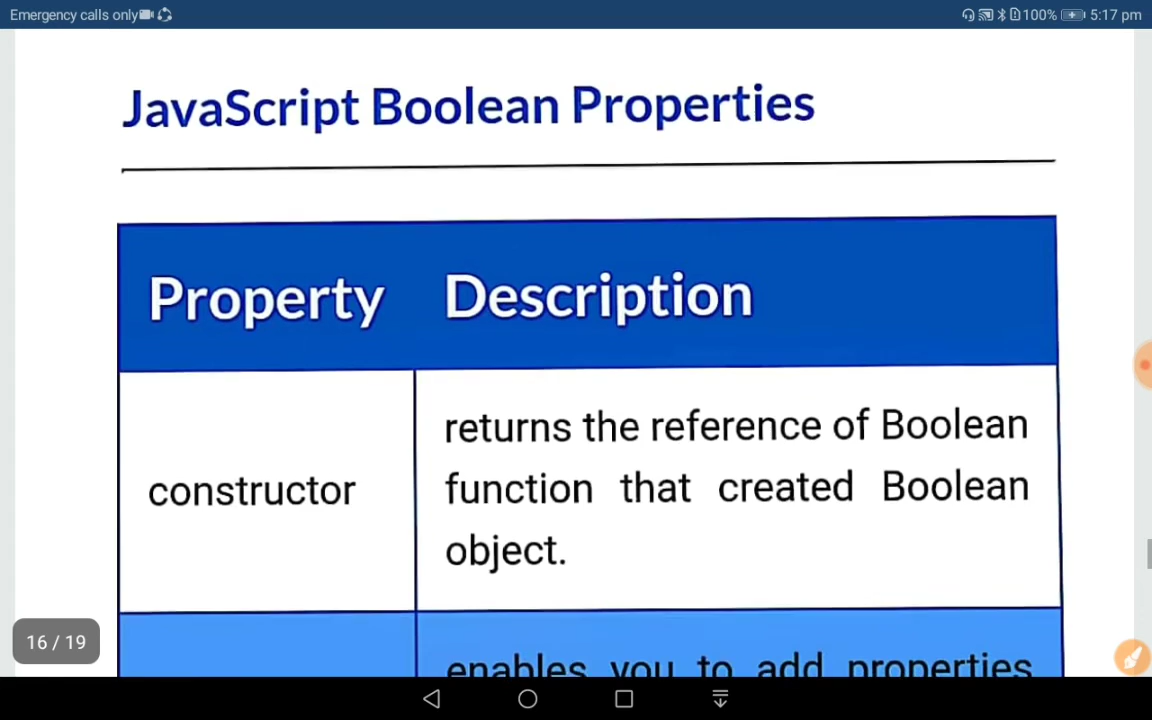 Emergency calls only
100%
5:17 pm
JavaScript Boolean Properties
Property Description
returns the reference of Boolean
constructor
function that created Boolean
object.
enables you to add properties
16 / 19